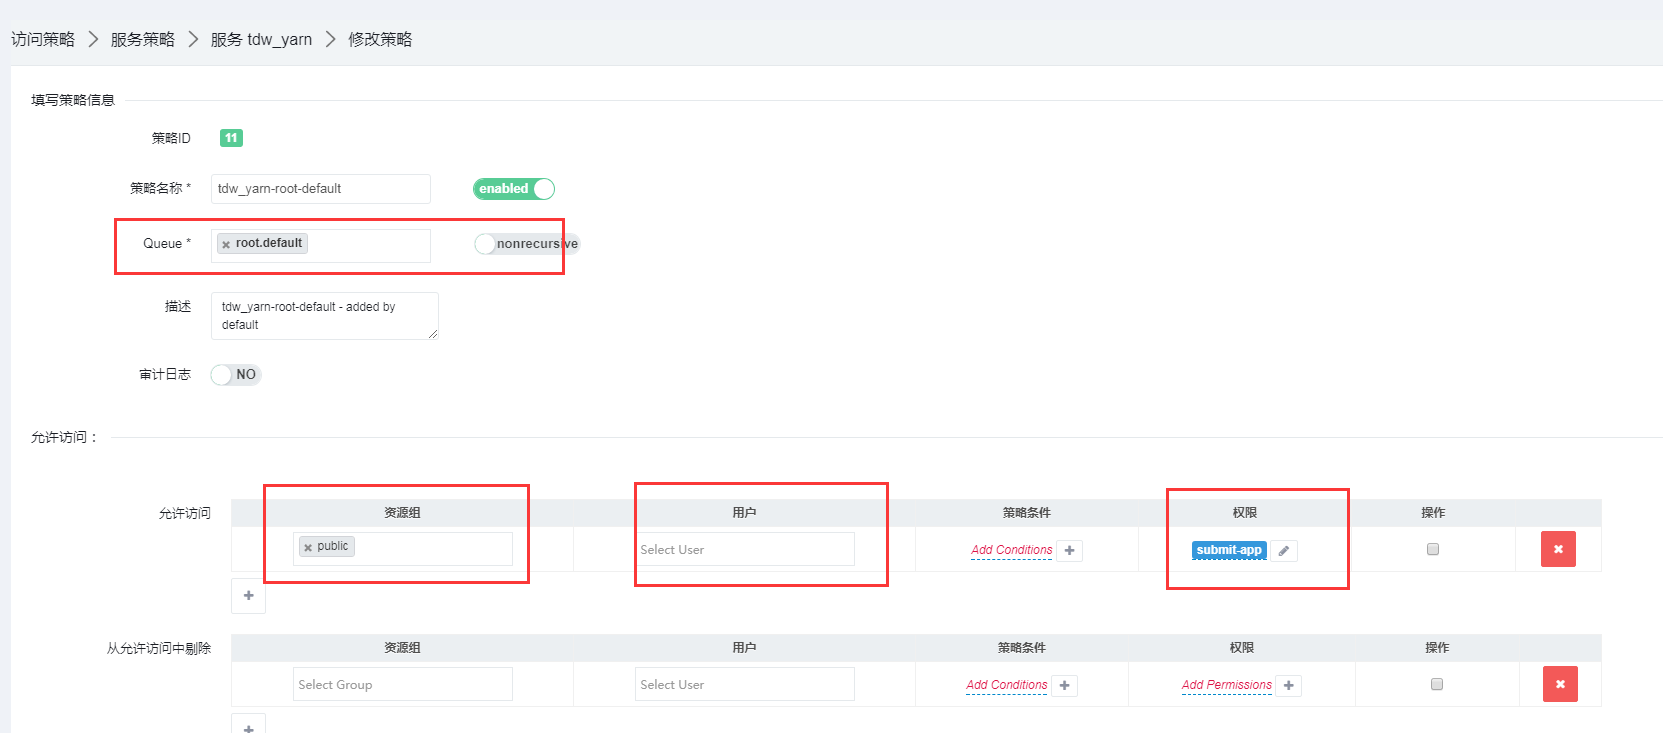 访问策略 > 服务策略 > 服务 tdw_yarn > 修改策略
填写策略信息
策略ID 11
策略名称 * tdw_yarn-root-default enabled
Queue * × root.default nonrecursive
描述 tdw_yarn-root-default - added by
default
审计日志 NO
允许访问：
允许访问 资源组 用户 策略条件 权限 操作
× public Select User Add Conditions + submit-app ×
+
从允许访问中剔除 资源组 用户 策略条件 权限 操作
Select Group Select User Add Conditions + Add Permissions + ×
+